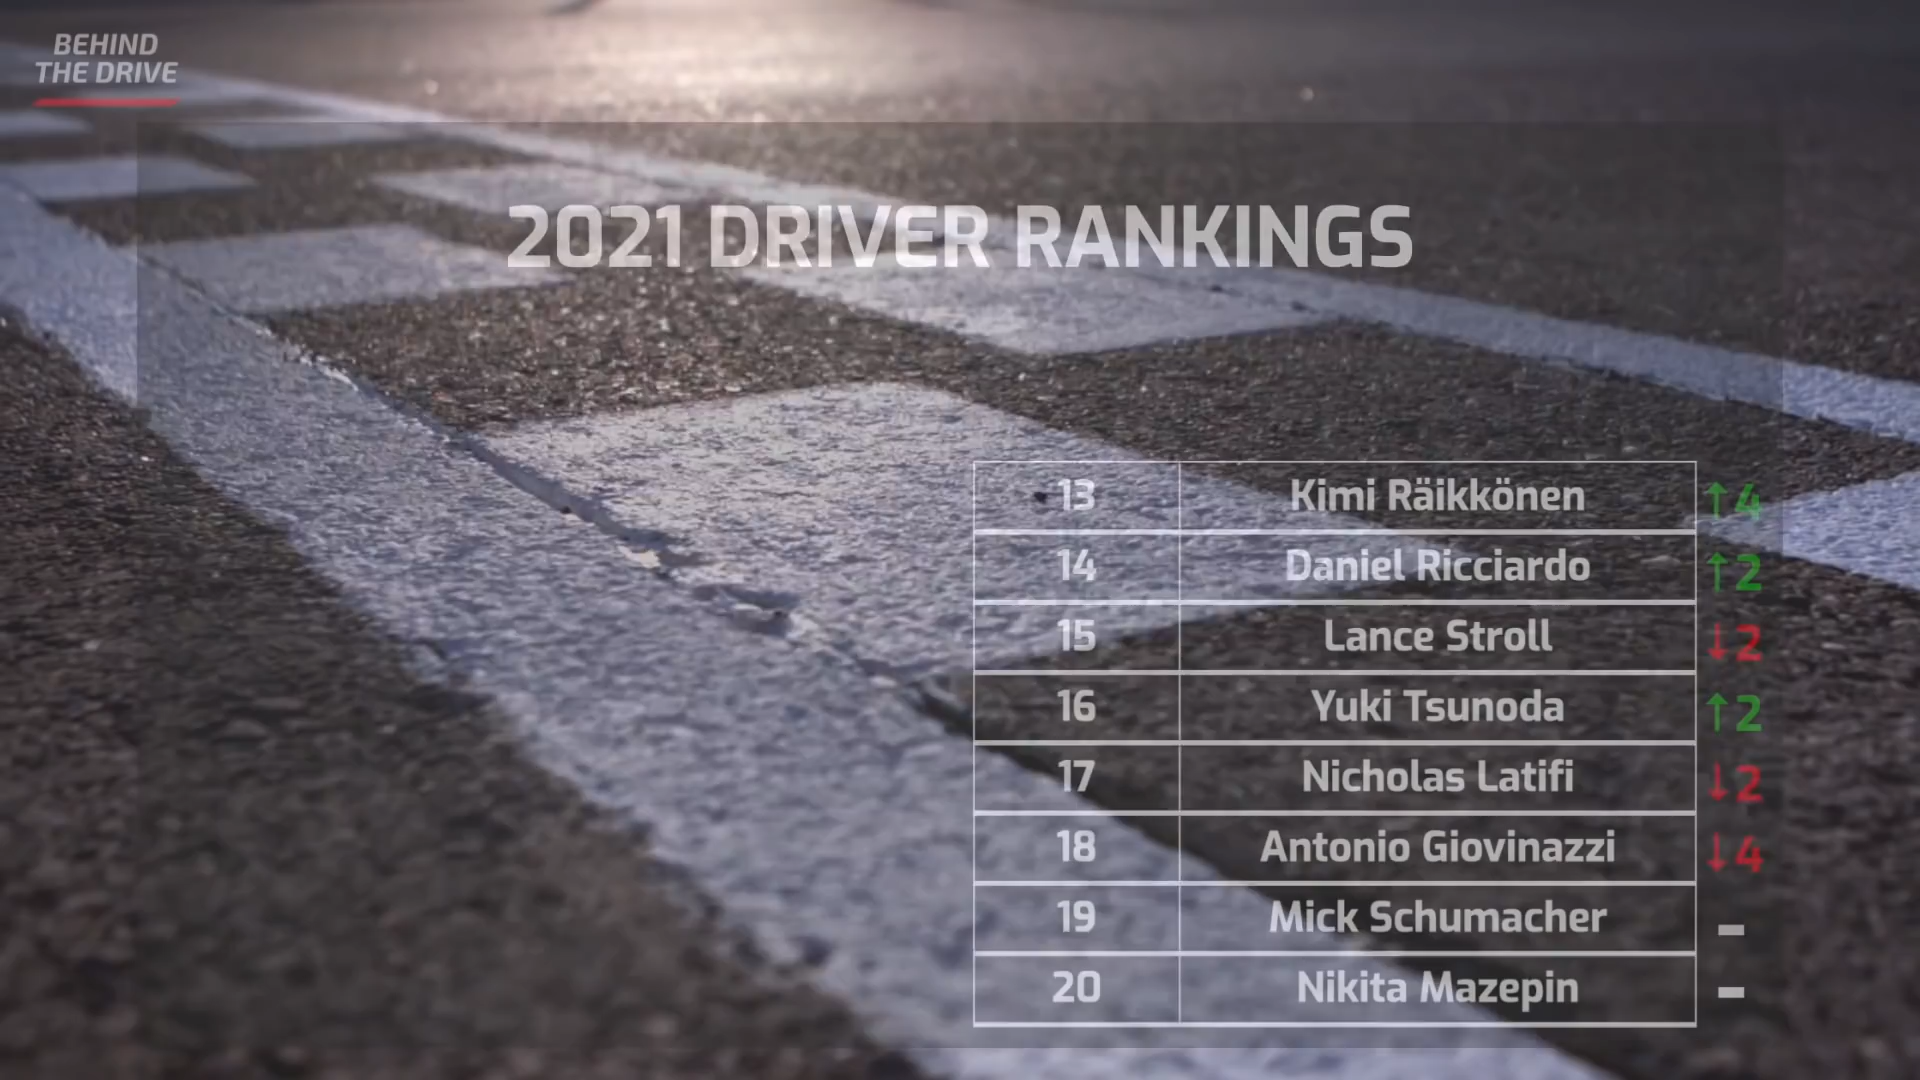 BEHIND
THE DRIVE
2021 DRIVER RANKINGS
13 Kimi Räikkönen ↑4
14 Daniel Ricciardo ↑2
15 Lance Stroll ↓2
16 Yuki Tsunoda ↑2
17 Nicholas Latifi ↓2
18 Antonio Giovinazzi ↓4
19 Mick Schumacher -
20 Nikita Mazepin -